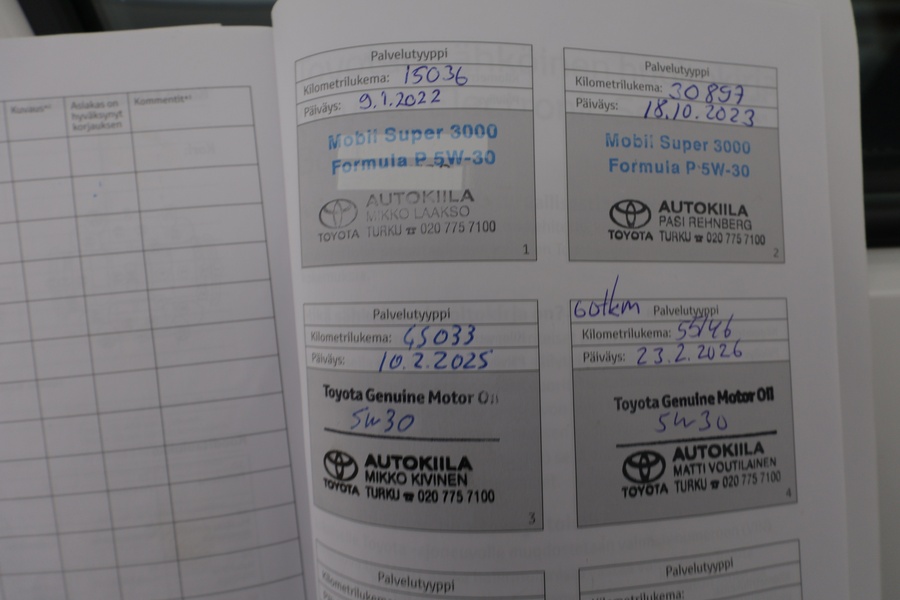 Kuvaus
Asiakas on
hyväksynyt
korjauksen
Kommentit
Palvelutyyppi
Kilometrilukema: 15036
Päiväys: 9.1.2022
Mobil Super 3000
Formula P 5W-30
AUTOKIILA
MIKKO LAAKSO
TOYOTA TURKU ☎ 020 775 7100
1
Palvelutyyppi
Kilometrilukema: 30857
Päiväys: 18.10.2023
Mobil Super 3000
Formula P 5W-30
AUTOKIILA
PASI REHNBERG
TOYOTA TURKU ☎ 020 775 7100
2
Palvelutyyppi
Kilometrilukema: 45033
Päiväys: 10.2.2025
Toyota Genuine Motor Oil
5W30
AUTOKIILA
MIKKO KIVINEN
TOYOTA TURKU ☎ 020 775 7100
3
60tkm Palvelutyyppi
Kilometrilukema: 55146
Päiväys: 23.2.2026
Toyota Genuine Motor Oil
5W30
AUTOKIILA
MATTI VOUTILAINEN
TOYOTA TURKU ☎ 020 775 7100
4
Palvelutyyppi
Kilometrilukema:
Palvelutyyppi
Kilometrilukema: